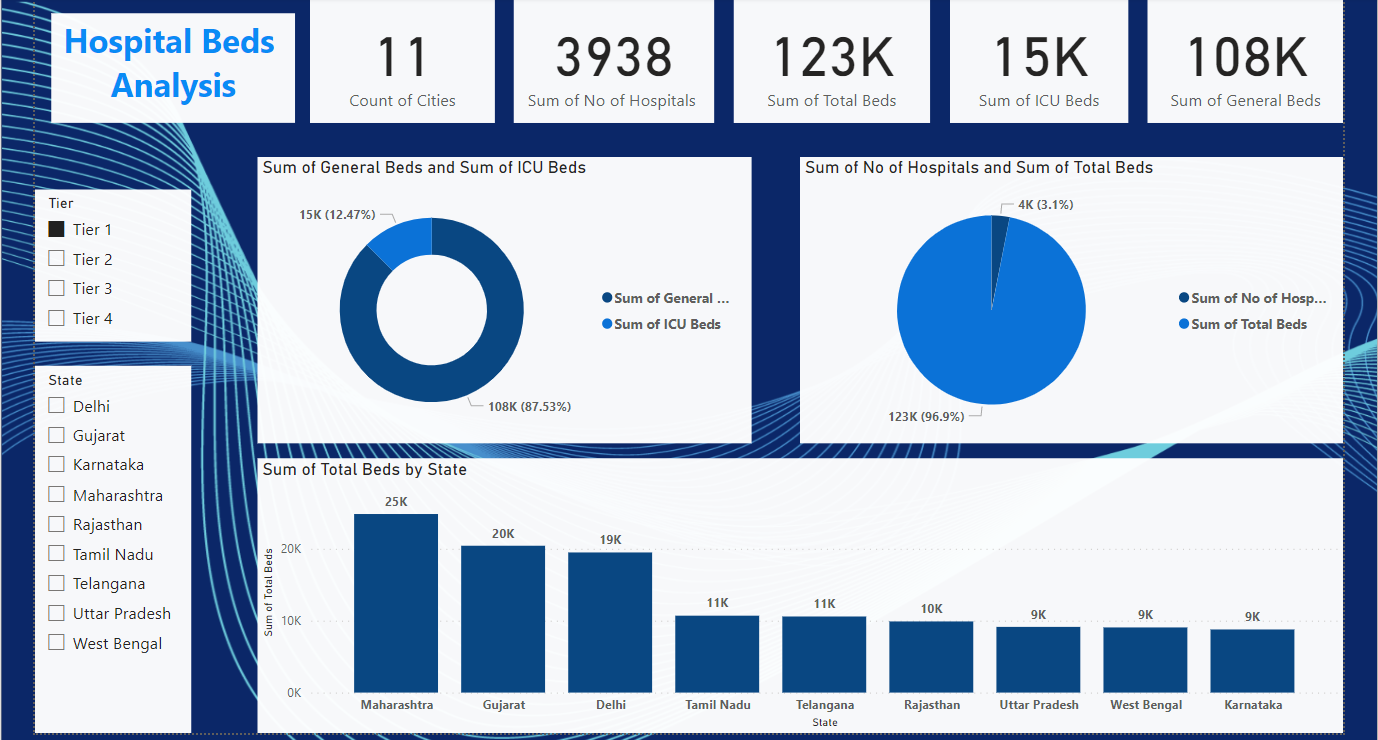 Hospital Beds
Analysis
11
Count of Cities
3938
Sum of No of Hospitals
123K
Sum of Total Beds
15K
Sum of ICU Beds
108K
Sum of General Beds
Tier
Tier 1
Tier 2
Tier 3
Tier 4
State
Delhi
Gujarat
Karnataka
Maharashtra
Rajasthan
Tamil Nadu
Telangana
Uttar Pradesh
West Bengal
Sum of General Beds and Sum of ICU Beds
15K (12.47%)
108K (87.53%)
Sum of General ...
Sum of ICU Beds
Sum of No of Hospitals and Sum of Total Beds
4K (3.1%)
123K (96.9%)
Sum of No of Hosp...
Sum of Total Beds
Sum of Total Beds by State
Sum of Total Beds
20K
10K
0K
25K
20K
19K
11K
11K
10K
9K
9K
9K
Maharashtra
Gujarat
Delhi
Tamil Nadu
Telangana
Rajasthan
Uttar Pradesh
West Bengal
Karnataka
State